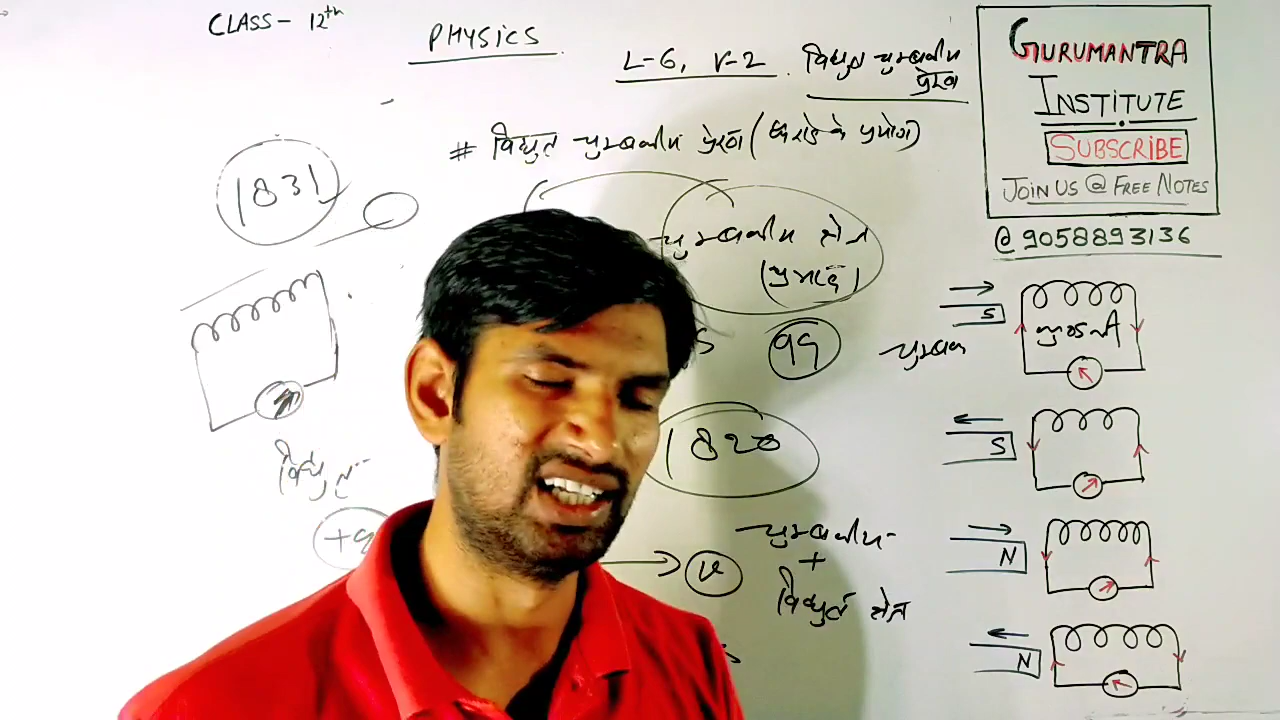 CLASS- 12th
PHYSICS
L-6, V-2. विद्युत चुम्बकीय
प्रेरण
# विद्युत चुम्बकीय प्रेरण (फैराडे के प्रयोग)
1831
चुम्बकीय क्षेत्र
1820
विद्युत
+q
v
चुम्बकीय
+
विद्युत क्षेत्र
GURUMANTRA
INSTITUTE
SUBSCRIBE
JOIN US @ FREE NOTES
@ 9058893136
S
चुम्बक
कुण्डली
S
N
N